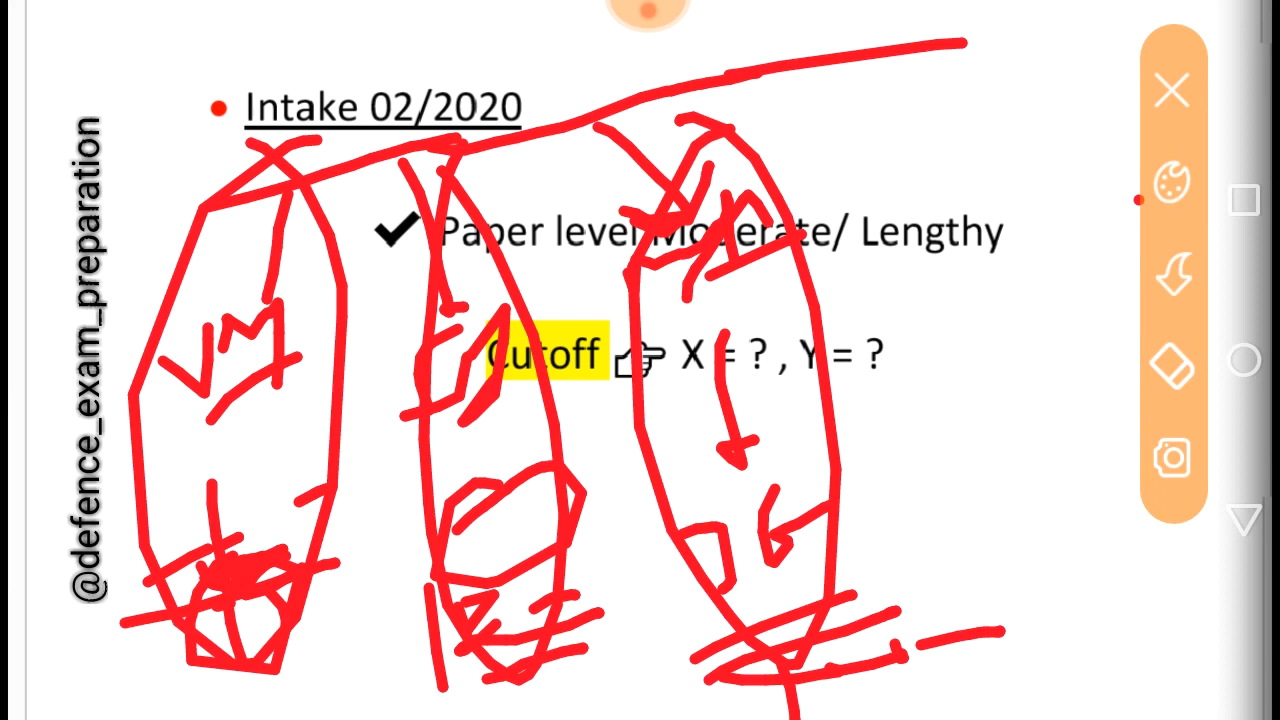 Intake 02/2020
Paper level Moderate/ Lengthy
Cutoff X = ? , Y = ?
@defence_exam_preparation